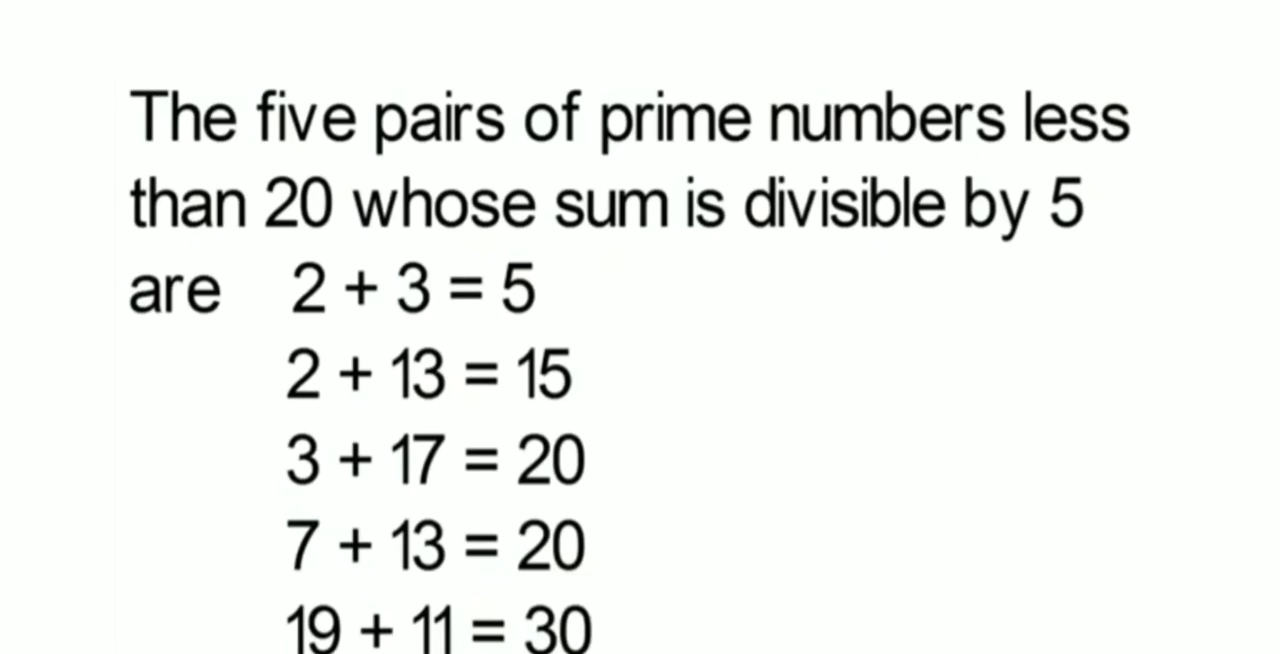 The five pairs of prime numbers less
than 20 whose sum is divisible by 5
are 2 + 3 = 5
2 + 13 = 15
3 + 17 = 20
7 + 13 = 20
19 + 11 = 30